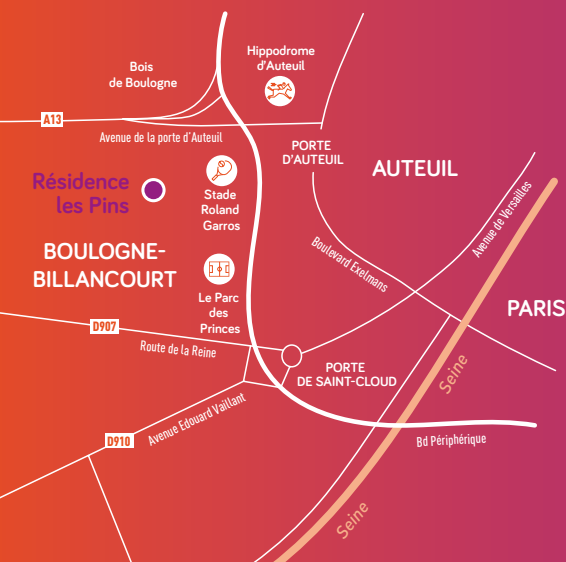 Hippodrome
d'Auteuil
Bois
de Boulogne
A13
Avenue de la porte d'Auteuil
PORTE
D'AUTEUIL
AUTEUIL
Résidence
les Pins
Stade
Roland
Garros
Avenue de Versailles
BOULOGNE-
BILLANCOURT
Boulevard Exelmans
Le Parc
des
Princes
PARIS
D907
Route de la Reine
PORTE
DE SAINT-CLOUD
Seine
Avenue Edouard Vaillant
D910
Bd Périphérique
Seine